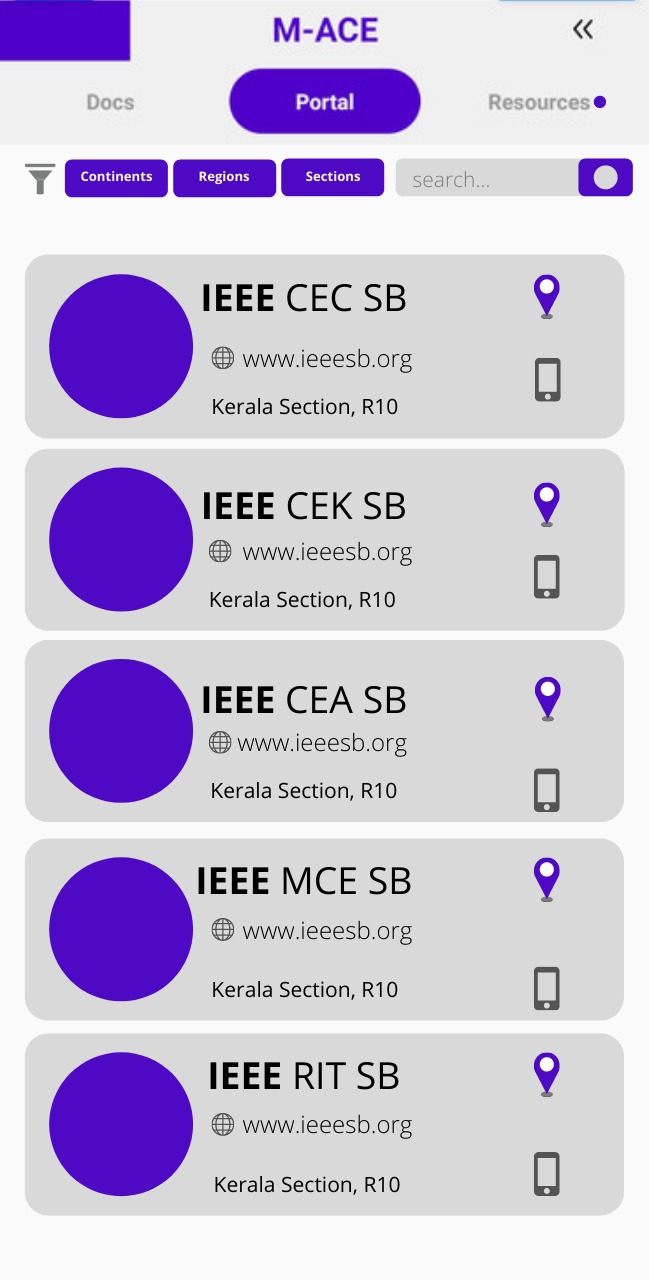 M-ACE
Docs Portal Resources
Continents Regions Sections search...
IEEE CEC SB
www.ieeesb.org
Kerala Section, R10
IEEE CEK SB
www.ieeesb.org
Kerala Section, R10
IEEE CEA SB
www.ieeesb.org
Kerala Section, R10
IEEE MCE SB
www.ieeesb.org
Kerala Section, R10
IEEE RIT SB
www.ieeesb.org
Kerala Section, R10